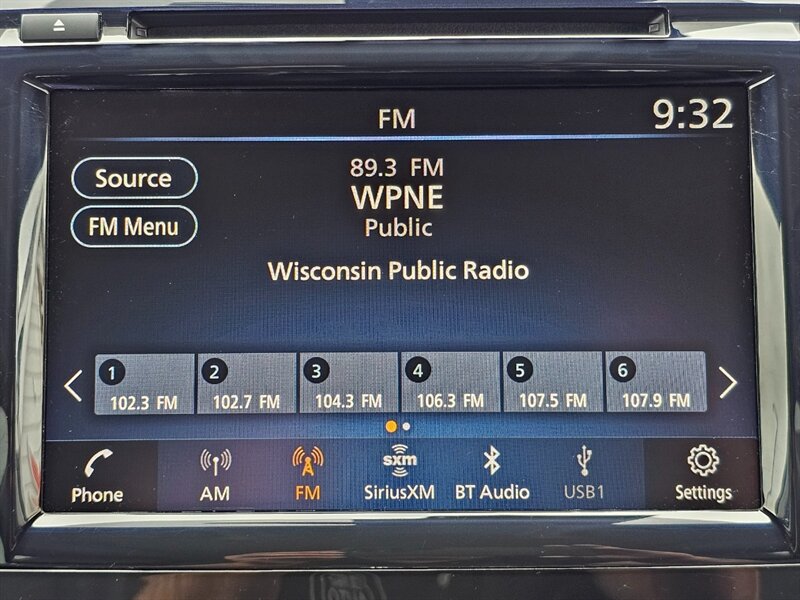 FM
9:32
Source
FM Menu
89.3 FM
WPNE
Public
Wisconsin Public Radio
1
102.3 FM
2
102.7 FM
3
104.3 FM
4
106.3 FM
5
107.5 FM
6
107.9 FM
Phone
AM
FM
sxm
SiriusXM
BT Audio
USB1
Settings